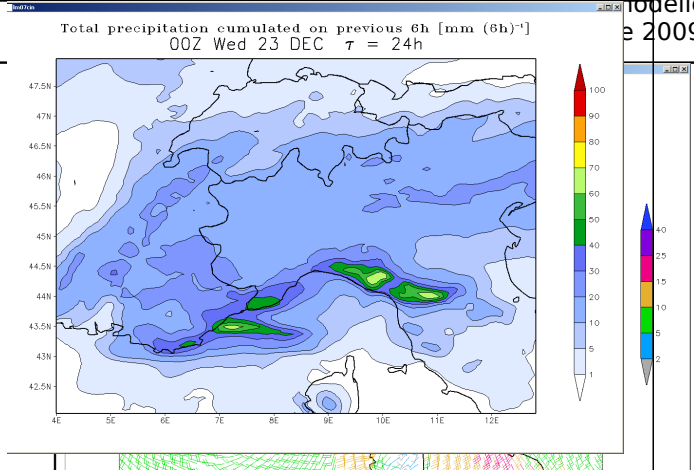 lm07cin
modelle
Total precipitation cumulated on previous 6h [mm (6h)⁻¹]
e 2009
00Z Wed 23 DEC τ = 24h
47.5N
47N
46.5N
46N
45.5N
45N
44.5N
44N
43.5N
43N
42.5N
4E 5E 6E 7E 8E 9E 10E 11E 12E
100
90
80
70
60
50
40
30
20
10
5
1
40
25
15
10
5
2